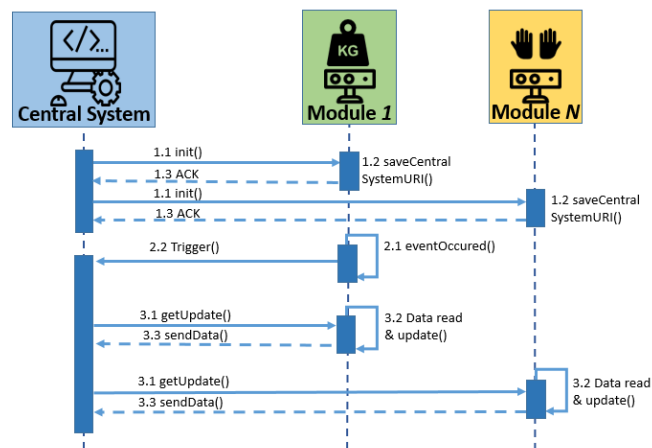 </...
KG
Central System
Module 1
Module N
1.1 init()
1.2 saveCentral
SystemURI()
1.3 ACK
1.1 init()
1.2 saveCentral
SystemURI()
1.3 ACK
2.2 Trigger()
2.1 eventOccured()
3.1 getUpdate()
3.2 Data read
& update()
3.3 sendData()
3.1 getUpdate()
3.2 Data read
& update()
3.3 sendData()